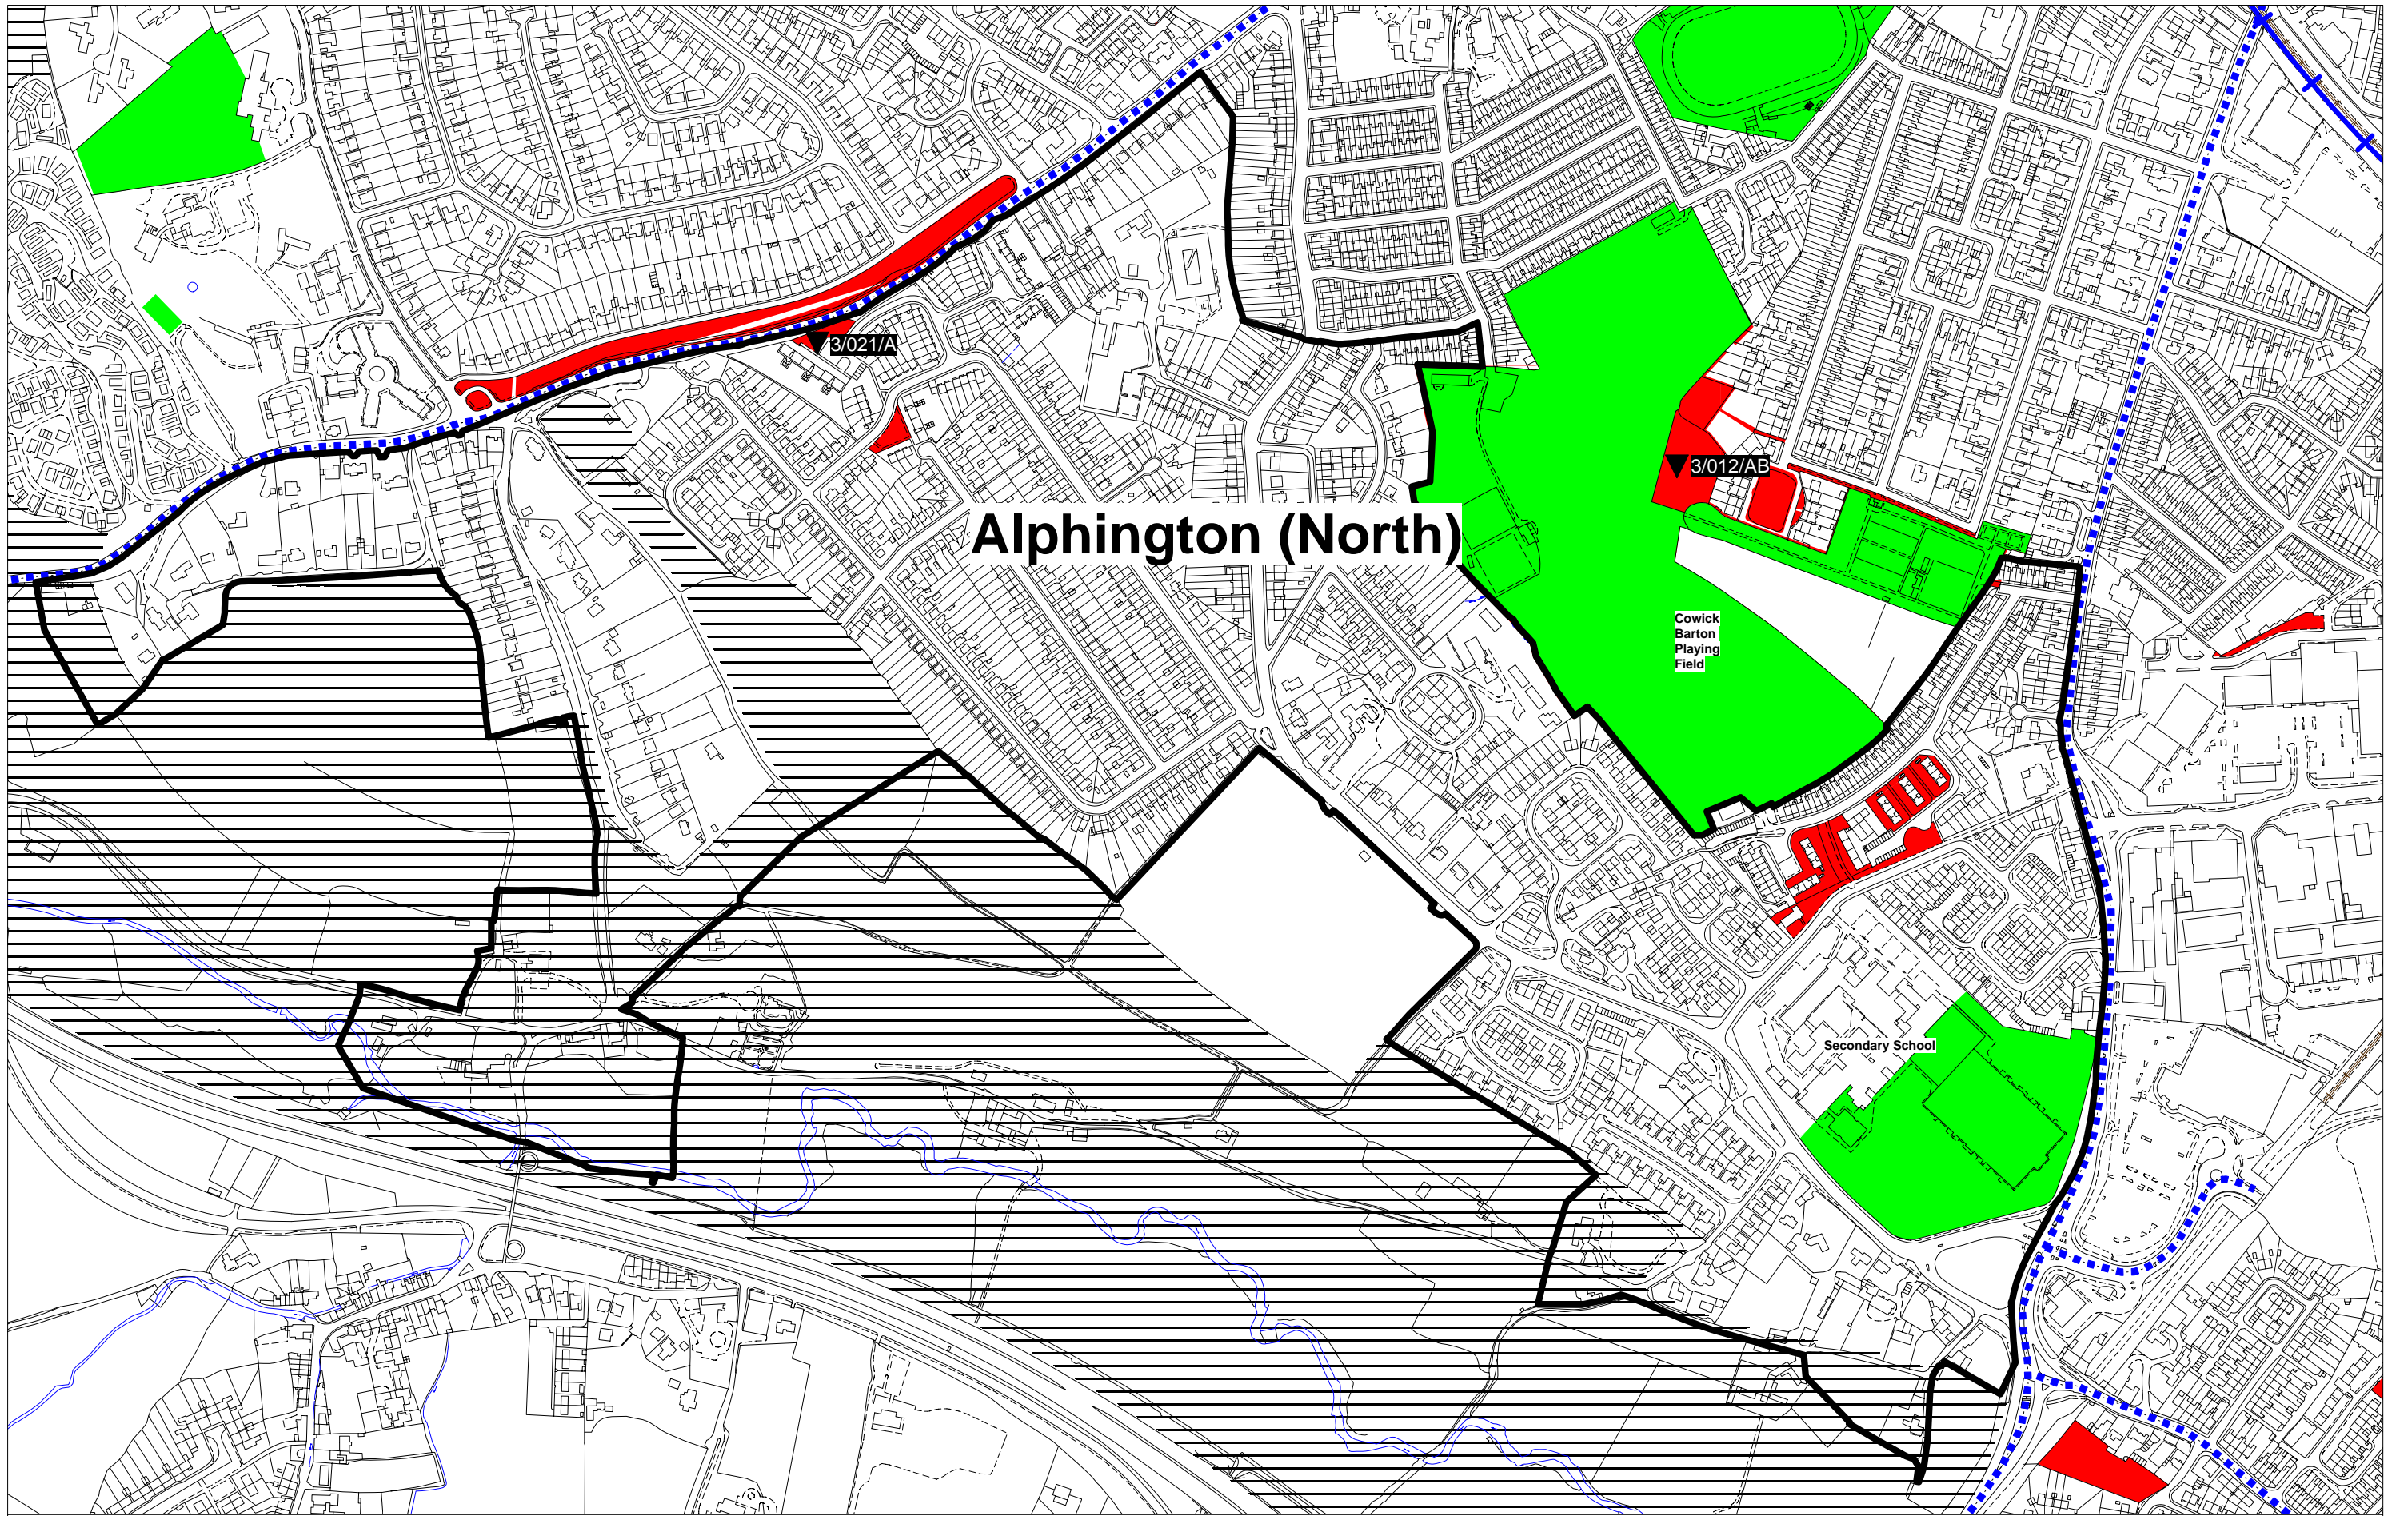 3/021/A
3/012/AB
Alphington (North)
Cowick
Barton
Playing
Field
Secondary School